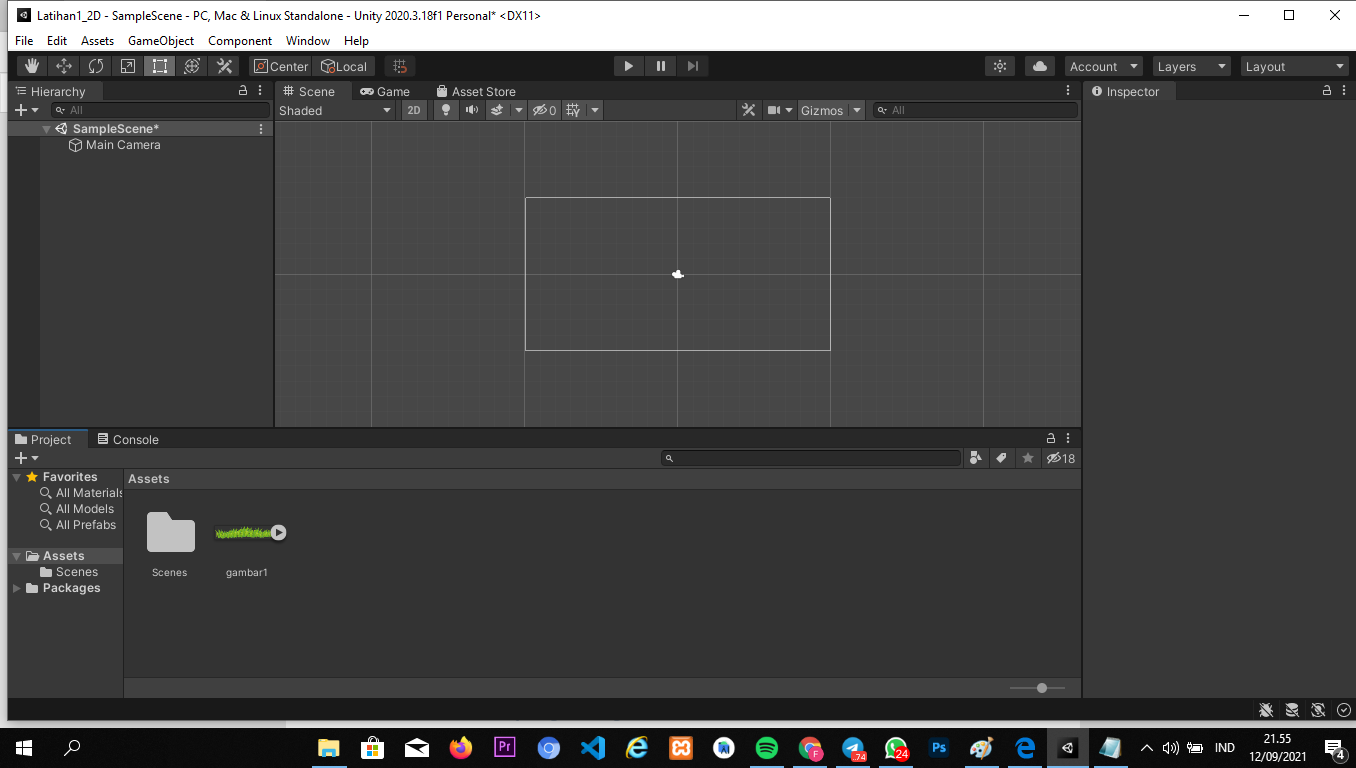 Latihan1_2D - SampleScene - PC, Mac & Linux Standalone - Unity 2020.3.18f1 Personal* <DX11>
File Edit Assets GameObject Component Window Help
Center Local Account Layers Layout
Hierarchy Scene Game Asset Store Inspector
All Shaded 2D 0 Gizmos All
SampleScene*
Main Camera
Project Console
18
Favorites Assets
All Materials
All Models
All Prefabs
Assets
Scenes
Packages
Scenes gambar1
Pr Ps F 74 24 IND 21.55
12/09/2021 4